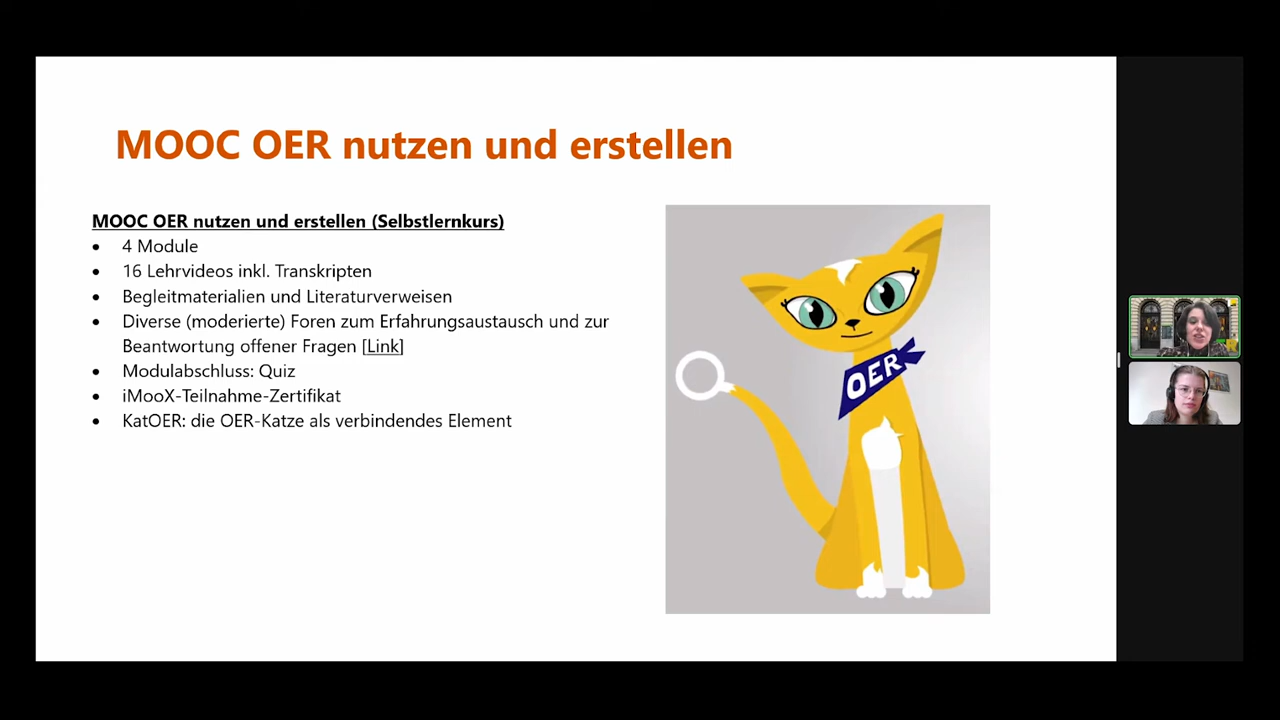 MOOC OER nutzen und erstellen
MOOC OER nutzen und erstellen (Selbstlernkurs)
• 4 Module
• 16 Lehrvideos inkl. Transkripten
• Begleitmaterialien und Literaturverweisen
• Diverse (moderierte) Foren zum Erfahrungsaustausch und zur
Beantwortung offener Fragen [Link]
• Modulabschluss: Quiz
• iMooX-Teilnahme-Zertifikat
• KatOER: die OER-Katze als verbindendes Element
OER